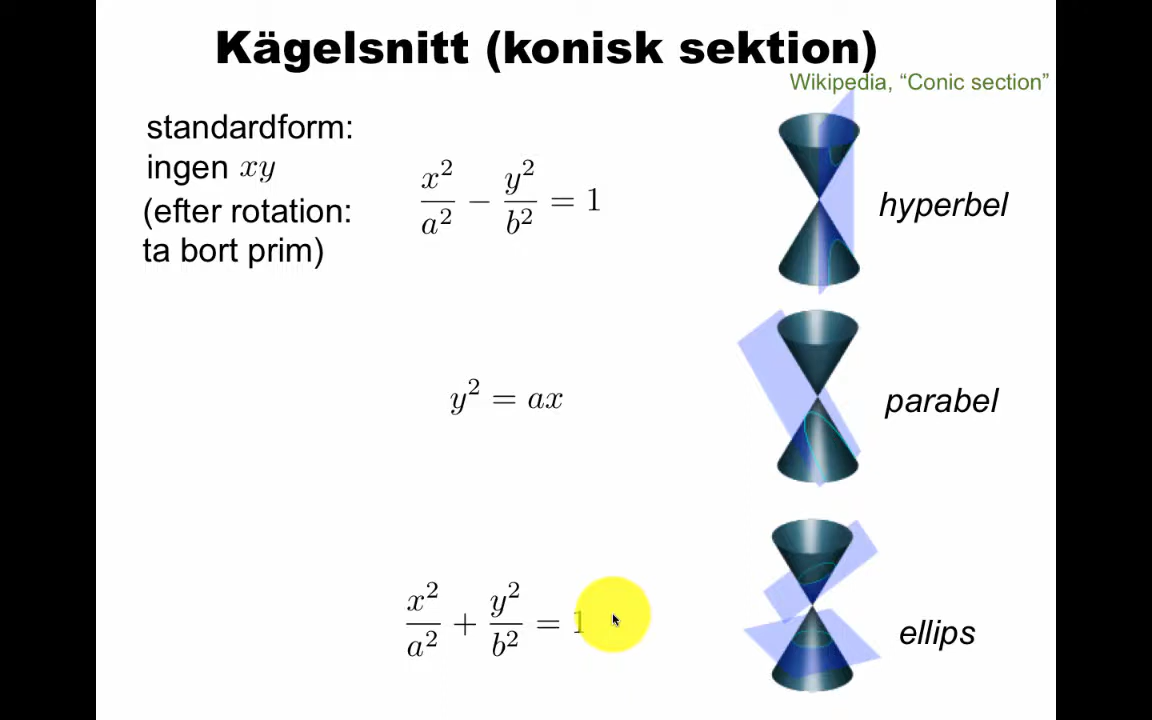 Kägelsnitt (konisk sektion)
Wikipedia, “Conic section”
standardform:
ingen xy
(efter rotation:
ta bort prim)
x²/a² − y²/b² = 1
hyperbel
y² = ax
parabel
x²/a² + y²/b² = 1
ellips